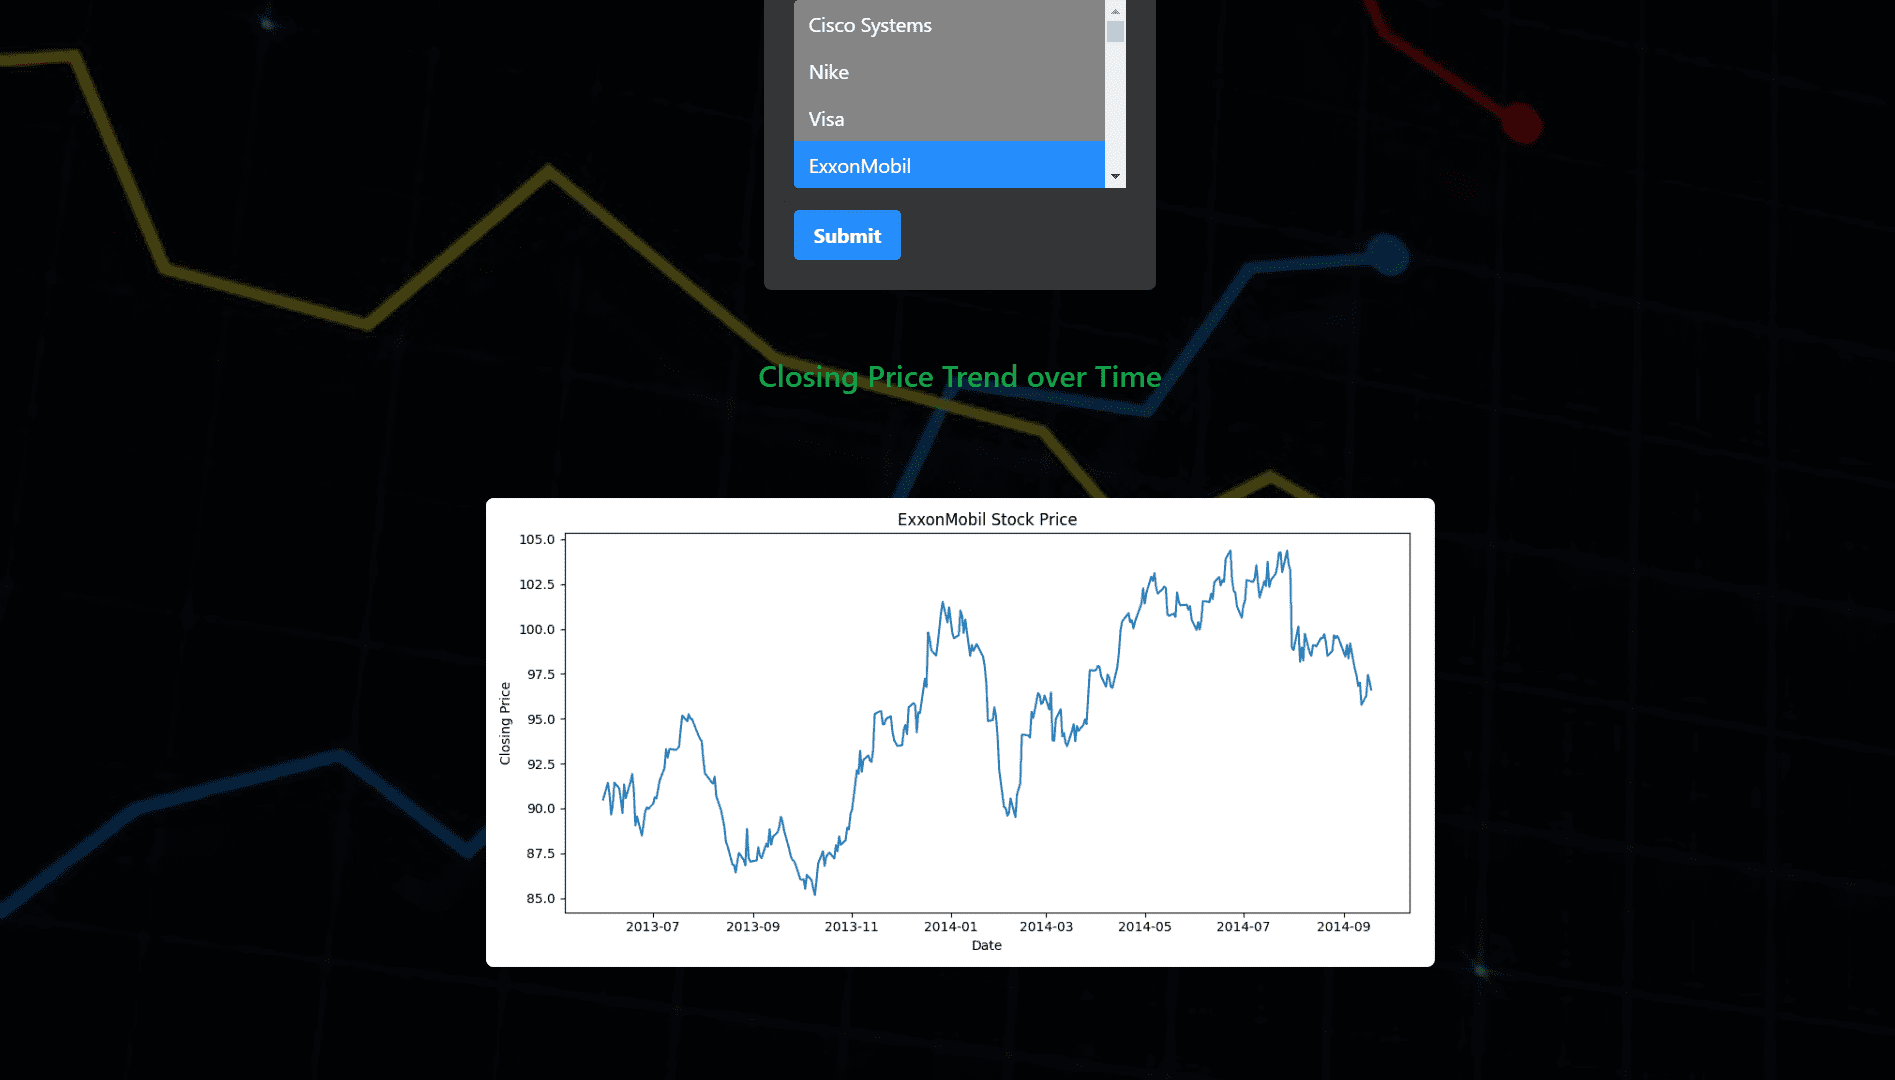 Cisco Systems
Nike
Visa
ExxonMobil
Submit
Closing Price Trend over Time
ExxonMobil Stock Price
105.0
102.5
100.0
97.5
95.0
92.5
90.0
87.5
85.0
Closing Price
2013-07 2013-09 2013-11 2014-01 2014-03 2014-05 2014-07 2014-09
Date